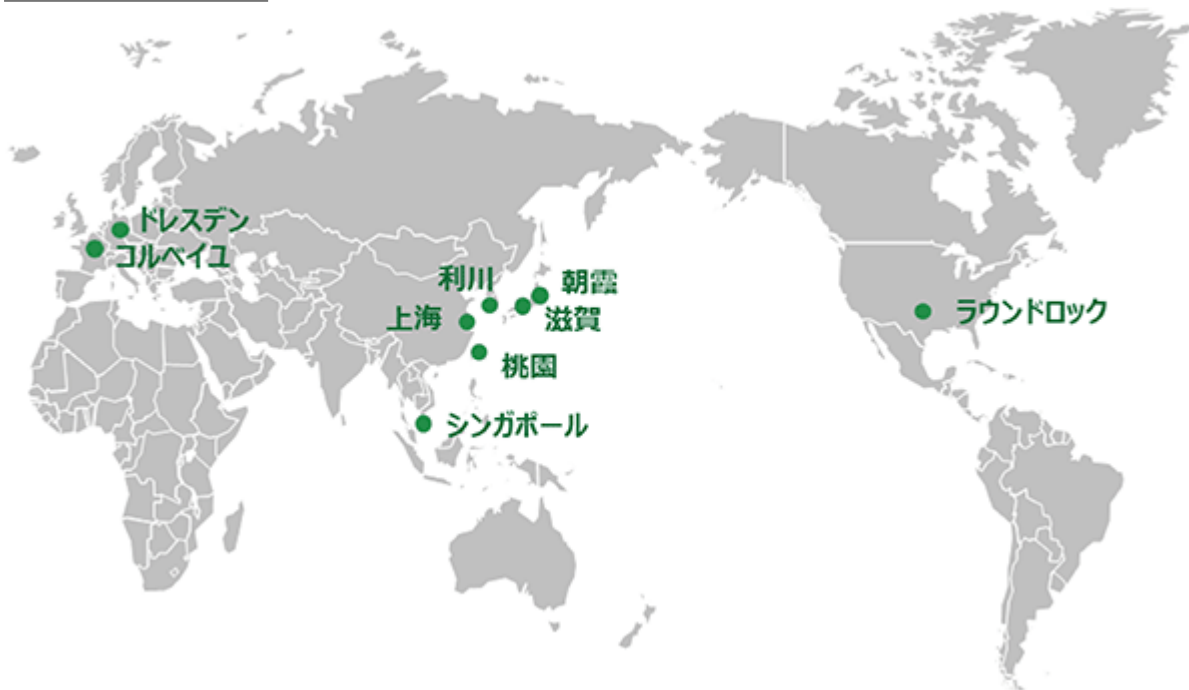 ドレスデン
コルベイユ
利川
朝霞
上海
滋賀
ラウンドロック
桃園
シンガポール